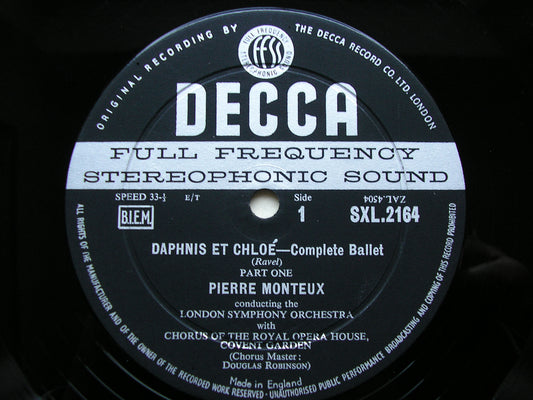 ORIGINAL RECORDING BY THE DECCA RECORD CO. LTD. LONDON
FULL FREQUENCY
ffss
STEREOPHONIC SOUND
DECCA
FULL FREQUENCY
STEREOPHONIC SOUND
SPEED 33-⅓ E/T Side ZAL.4504
B.I.E.M. 1 SXL.2164
DAPHNIS ET CHLOÉ—Complete Ballet
(Ravel)
PART ONE
PIERRE MONTEUX
conducting the
LONDON SYMPHONY ORCHESTRA
with
CHORUS OF THE ROYAL OPERA HOUSE,
COVENT GARDEN
(Chorus Master:
DOUGLAS ROBINSON)
Made in England
ALL RIGHTS OF THE MANUFACTURER AND OF THE OWNER OF THE RECORDED WORK RESERVED - UNAUTHORISED PUBLIC PERFORMANCE, BROADCASTING AND COPYING OF THIS RECORD PROHIBITED